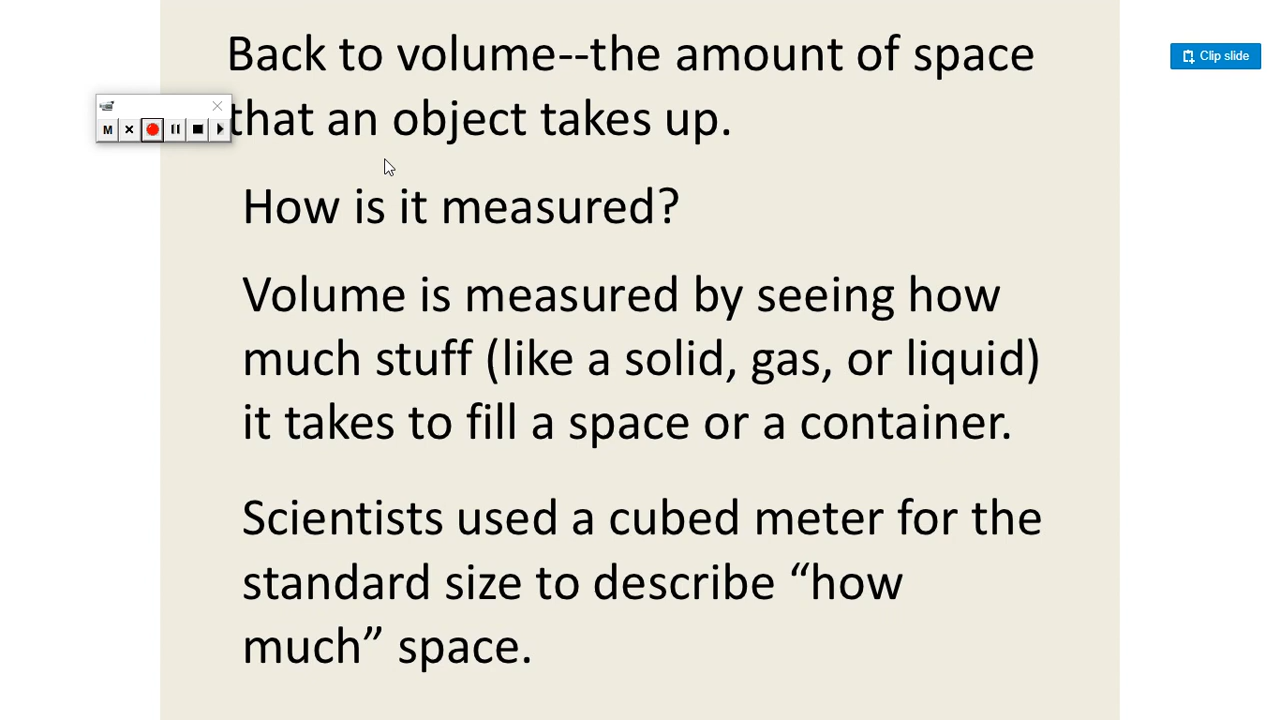 Back to volume--the amount of space
that an object takes up.
Clip slide
M
How is it measured?
Volume is measured by seeing how
much stuff (like a solid, gas, or liquid)
it takes to fill a space or a container.
Scientists used a cubed meter for the
standard size to describe “how
much” space.